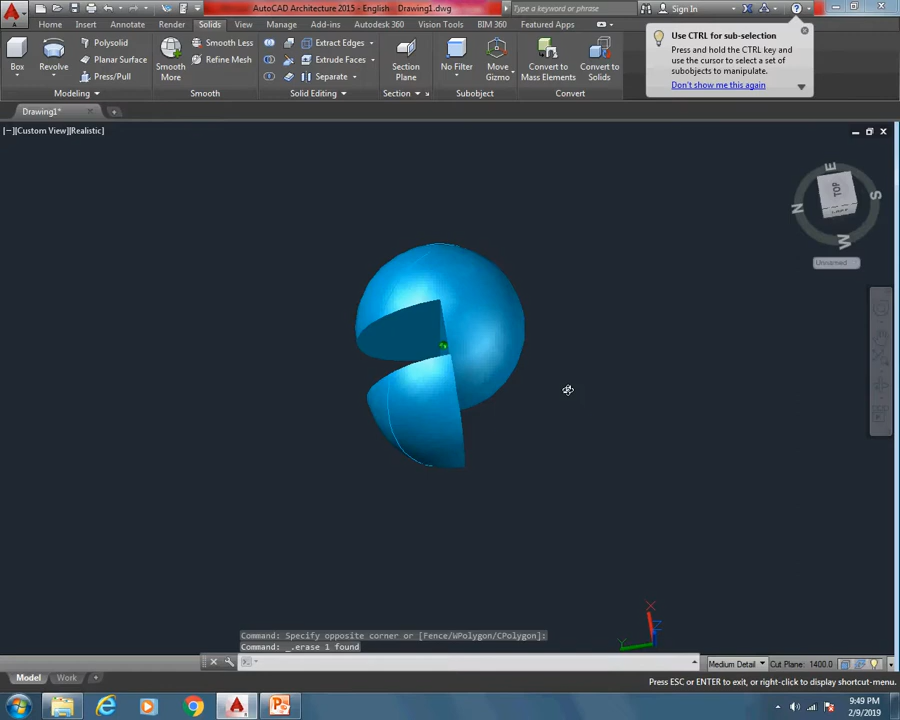 AutoCAD Architecture 2015 - English Drawing1.dwg
Type a keyword or phrase
Sign In
Home Insert Annotate Render Solids View Manage Output Add-ins Autodesk 360 Vision Tools BIM 360 Featured Apps
Box
Revolve
Polysolid
Planar Surface
Press/Pull
Modeling
Smooth More
Smooth Less
Refine Mesh
Smooth
Extract Edges
Extrude Faces
Separate
Solid Editing
Section Plane
Section
No Filter
Move Gizmo
Subobject
Convert to Mass Elements
Convert to Solids
Convert
Use CTRL for sub-selection
Press and hold the CTRL key and
use the cursor to select a set of
subobjects to manipulate.
Don't show me this again
Drawing1*
[−][Custom View][Realistic]
E
N
S
W
TOP
Unnamed
X
Y
Z
Command: Specify opposite corner or [Fence/WPolygon/CPolygon]:
Command: _.erase 1 found
Medium Detail
Cut Plane: 1400.0
Model Work +
Press ESC or ENTER to exit, or right-click to display shortcut-menu.
9:49 PM
2/9/2019